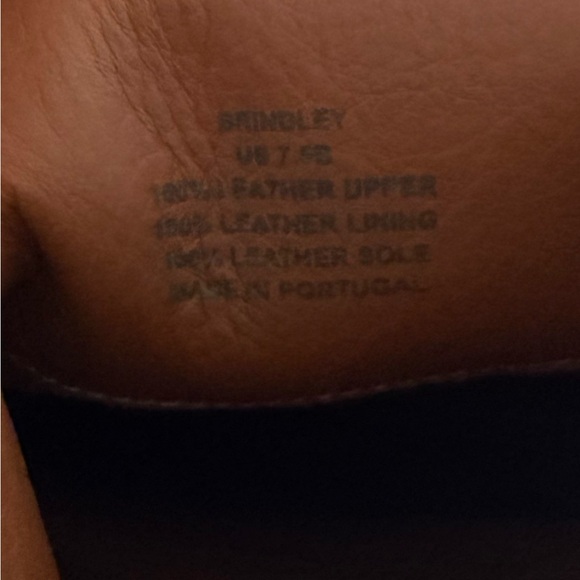 BRINDLEY
US 7.5B
100% LEATHER UPPER
100% LEATHER LINING
100% LEATHER SOLE
MADE IN PORTUGAL